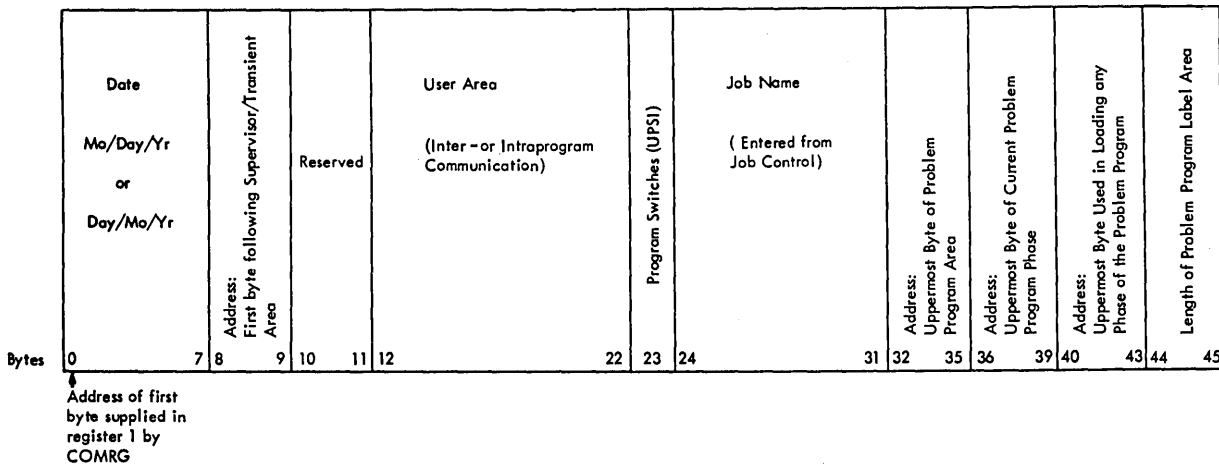 Date
Mo/Day/Yr
or
Day/Mo/Yr
Address:
First byte following Supervisor/Transient
Area
Reserved
User Area
(Inter-or Intraprogram
Communication)
Program Switches (UPSI)
Job Name
( Entered from
Job Control)
Address:
Uppermost Byte of Problem
Program Area
Address:
Uppermost Byte of Current Problem
Program Phase
Address:
Uppermost Byte Used in Loading any
Phase of the Problem Program
Length of Problem Program Label Area
Bytes 0 7 8 9 10 11 12 22 23 24 31 32 35 36 39 40 43 44 45
Address of first
byte supplied in
register 1 by
COMRG